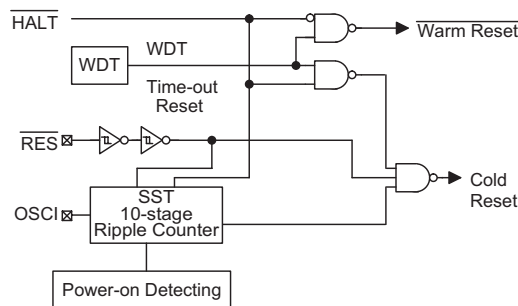 HALT
Warm Reset
WDT
WDT
Time-out
Reset
RES
Cold
Reset
OSCI
SST
10-stage
Ripple Counter
Power-on Detecting